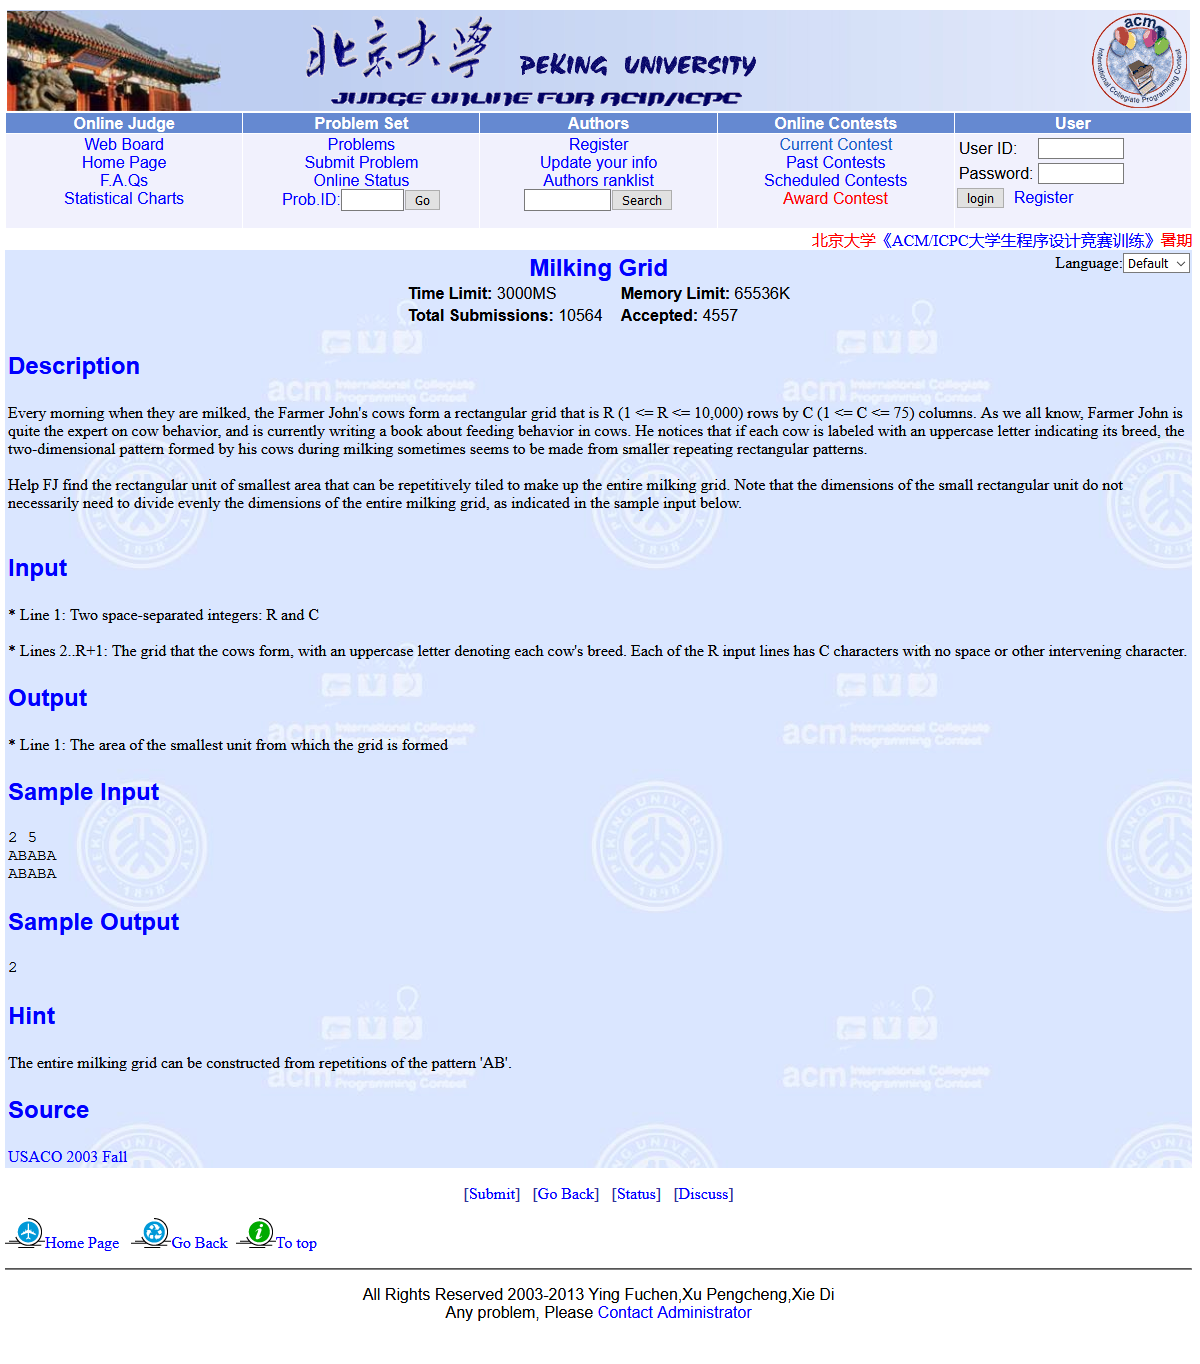 北京大學 PEKING UNIVERSITY
JUDGE ONLINE FOR ACM/ICPC
acm International Collegiate Programming Contest
Online Judge Problem Set Authors Online Contests User
Web Board Problems Register Current Contest User ID:
Home Page Submit Problem Update your info Past Contests Password:
F.A.Qs Online Status Authors ranklist Scheduled Contests
Statistical Charts Prob.ID: Go Search Award Contest login Register
北京大学《ACM/ICPC大学生程序设计竞赛训练》暑期
Language: Default
Milking Grid
Time Limit: 3000MS Memory Limit: 65536K
Total Submissions: 10564 Accepted: 4557
Description
Every morning when they are milked, the Farmer John's cows form a rectangular grid that is R (1 <= R <= 10,000) rows by C (1 <= C <= 75) columns. As we all know, Farmer John is
quite the expert on cow behavior, and is currently writing a book about feeding behavior in cows. He notices that if each cow is labeled with an uppercase letter indicating its breed, the
two-dimensional pattern formed by his cows during milking sometimes seems to be made from smaller repeating rectangular patterns.
Help FJ find the rectangular unit of smallest area that can be repetitively tiled to make up the entire milking grid. Note that the dimensions of the small rectangular unit do not
necessarily need to divide evenly the dimensions of the entire milking grid, as indicated in the sample input below.
Input
* Line 1: Two space-separated integers: R and C
* Lines 2..R+1: The grid that the cows form, with an uppercase letter denoting each cow's breed. Each of the R input lines has C characters with no space or other intervening character.
Output
* Line 1: The area of the smallest unit from which the grid is formed
Sample Input
2 5
ABABA
ABABA
Sample Output
2
Hint
The entire milking grid can be constructed from repetitions of the pattern 'AB'.
Source
USACO 2003 Fall
[Submit] [Go Back] [Status] [Discuss]
Home Page Go Back To top
All Rights Reserved 2003-2013 Ying Fuchen,Xu Pengcheng,Xie Di
Any problem, Please Contact Administrator